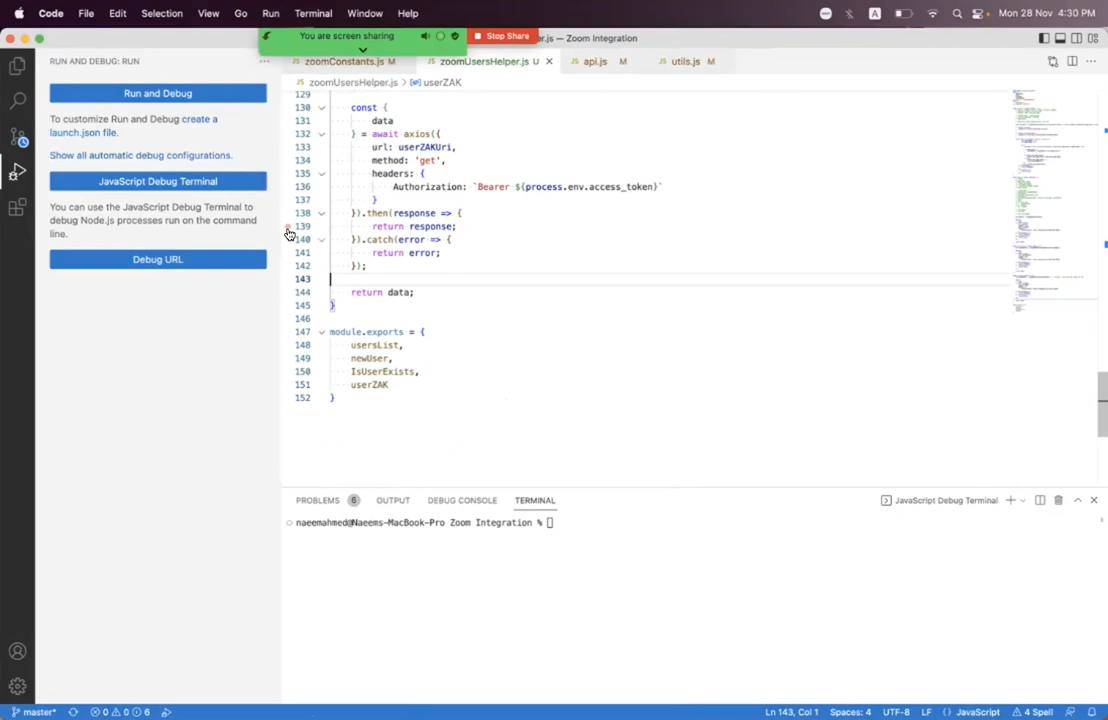 Code File Edit Selection View Go Run Terminal Window Help A Mon 28 Nov 4:30 PM
You are screen sharing Stop Share er.js — Zoom Integration
RUN AND DEBUG: RUN ...
zoomConstants.js M zoomUsersHelper.js U × api.js M utils.js M
zoomUsersHelper.js > userZAK
Run and Debug
To customize Run and Debug create a
launch.json file.
Show all automatic debug configurations.
JavaScript Debug Terminal
You can use the JavaScript Debug Terminal to
debug Node.js processes run on the command
line.
Debug URL
129
130 const {
131 data
132 } = await axios({
133 url: userZAKUri,
134 method: 'get',
135 headers: {
136 Authorization: `Bearer ${process.env.access_token}`
137 }
138 }).then(response => {
139 return response;
140 }).catch(error => {
141 return error;
142 });
143
144 return data;
145 }
146
147 module.exports = {
148 usersList,
149 newUser,
150 IsUserExists,
151 userZAK
152 }
PROBLEMS 6 OUTPUT DEBUG CONSOLE TERMINAL JavaScript Debug Terminal
naeemahmed@Naeems-MacBook-Pro Zoom Integration %
master* 0 0 6 Ln 143, Col 1 Spaces: 4 UTF-8 LF {} JavaScript 4 Spell